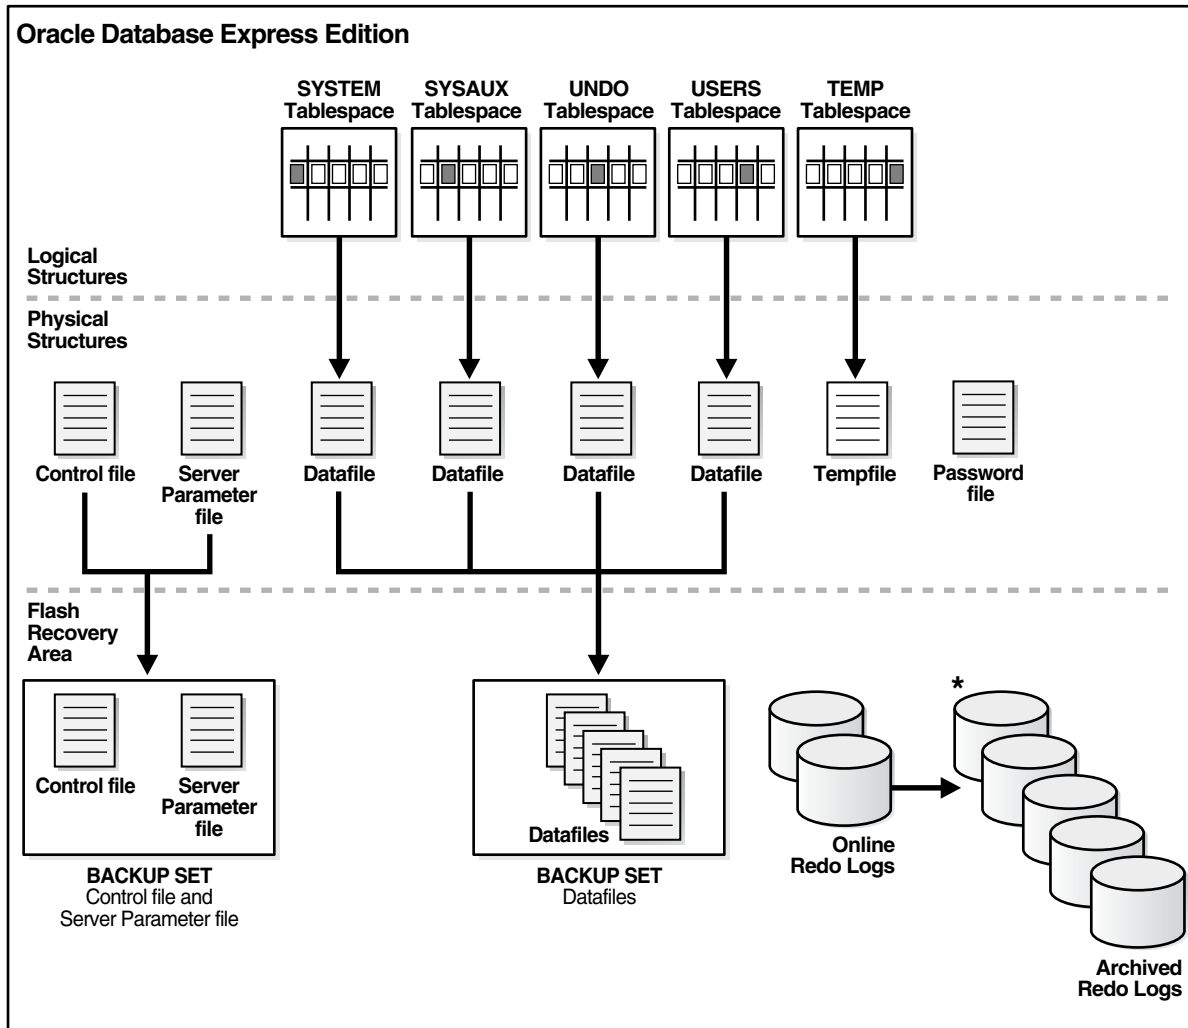 Oracle Database Express Edition
SYSTEM
Tablespace
SYSAUX
Tablespace
UNDO
Tablespace
USERS
Tablespace
TEMP
Tablespace
Logical
Structures
Physical
Structures
Control file
Server
Parameter
file
Datafile
Datafile
Datafile
Datafile
Tempfile
Password
file
Flash
Recovery
Area
Control file
Server
Parameter
file
BACKUP SET
Control file and
Server Parameter file
Datafiles
BACKUP SET
Datafiles
Online
Redo Logs
*
Archived
Redo Logs